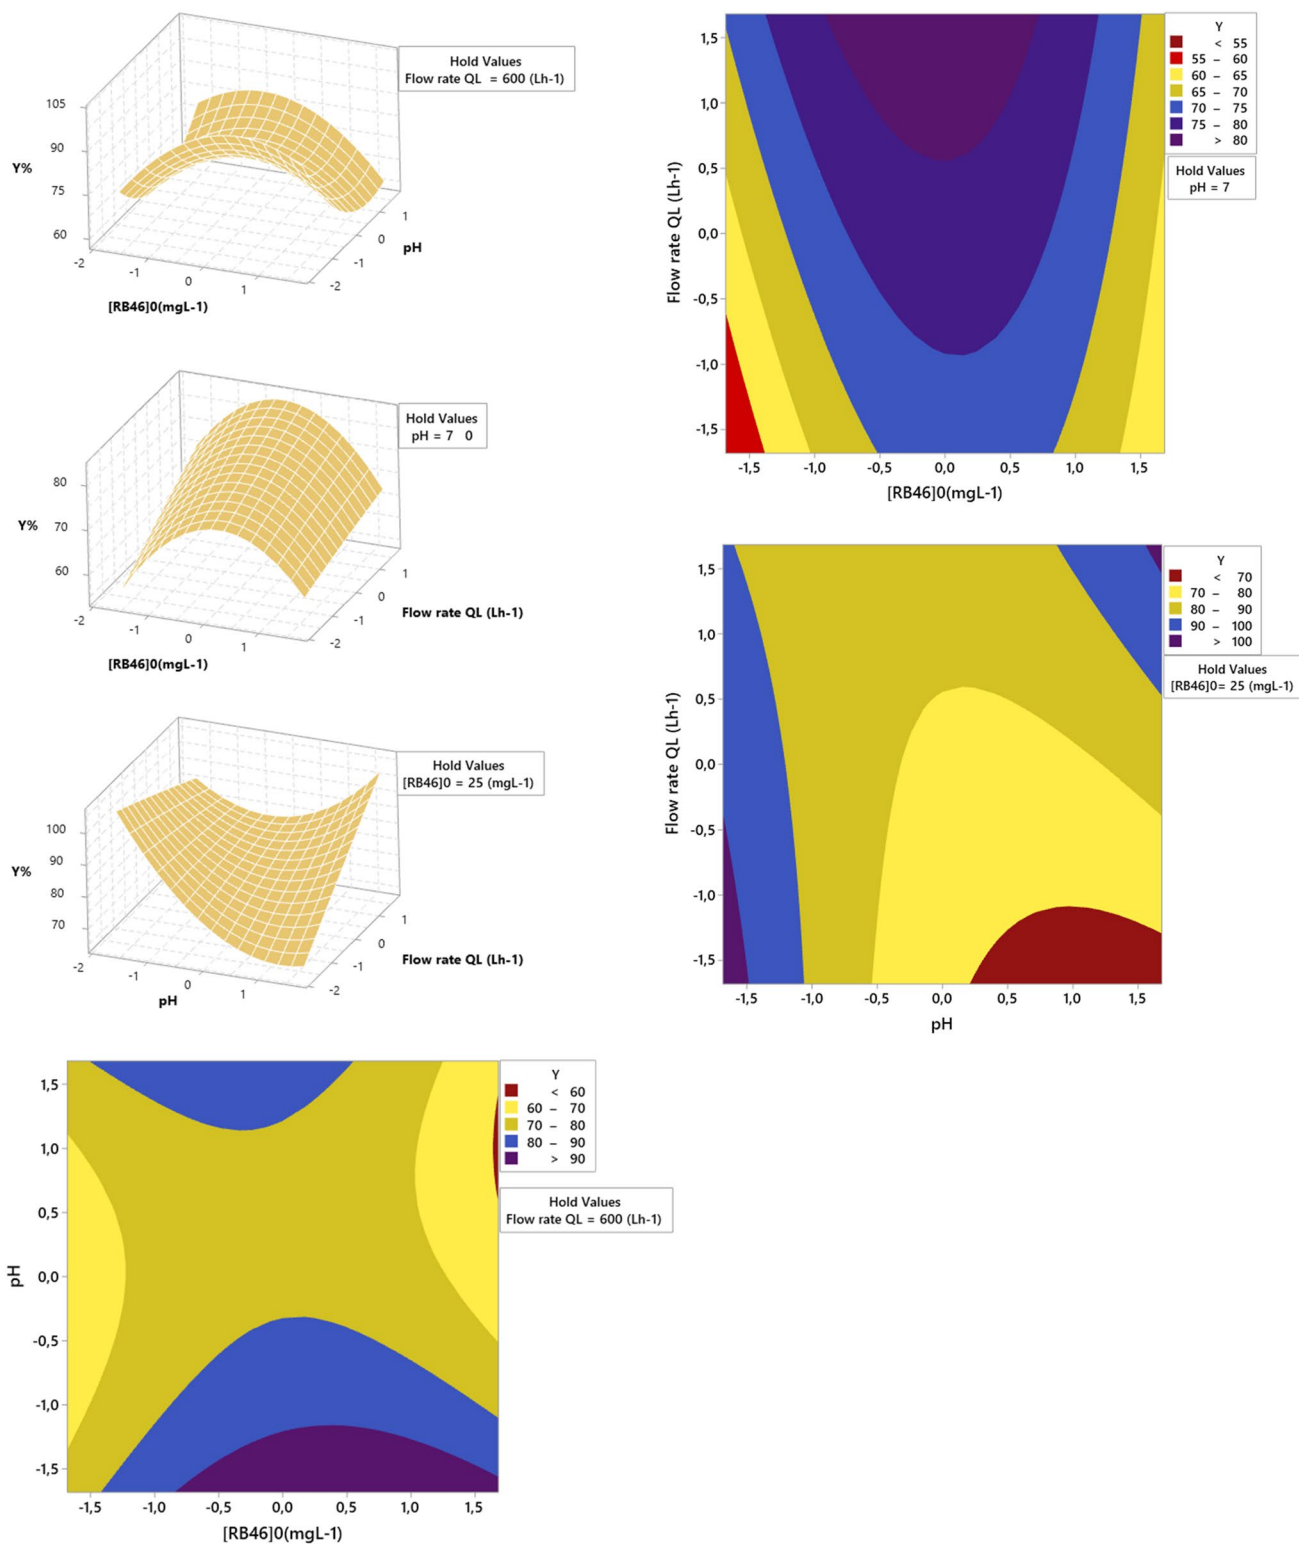 Hold Values
Flow rate QL = 600 (Lh-1)
105
90
75
60
Y%
-2
-1
0
1
[RB46]0(mgL-1)
1
0
-1
-2
pH
Hold Values
pH = 7 0
80
70
60
Y%
-2
-1
0
1
[RB46]0(mgL-1)
1
0
-1
-2
Flow rate QL (Lh-1)
Hold Values
[RB46]0 = 25 (mgL-1)
100
90
80
70
Y%
-2
-1
0
1
pH
1
0
-1
-2
Flow rate QL (Lh-1)
Flow rate QL (Lh-1)
1,5
1,0
0,5
0,0
-0,5
-1,0
-1,5
-1,5 -1,0 -0,5 0,0 0,5 1,0 1,5
[RB46]0(mgL-1)
Y
< 55
55 – 60
60 – 65
65 – 70
70 – 75
75 – 80
> 80
Hold Values
pH = 7
Flow rate QL (Lh-1)
1,5
1,0
0,5
0,0
-0,5
-1,0
-1,5
-1,5 -1,0 -0,5 0,0 0,5 1,0 1,5
pH
Y
< 70
70 – 80
80 – 90
90 – 100
> 100
Hold Values
[RB46]0= 25 (mgL-1)
pH
1,5
1,0
0,5
0,0
-0,5
-1,0
-1,5
-1,5 -1,0 -0,5 0,0 0,5 1,0 1,5
[RB46]0(mgL-1)
Y
< 60
60 – 70
70 – 80
80 – 90
> 90
Hold Values
Flow rate QL = 600 (Lh-1)